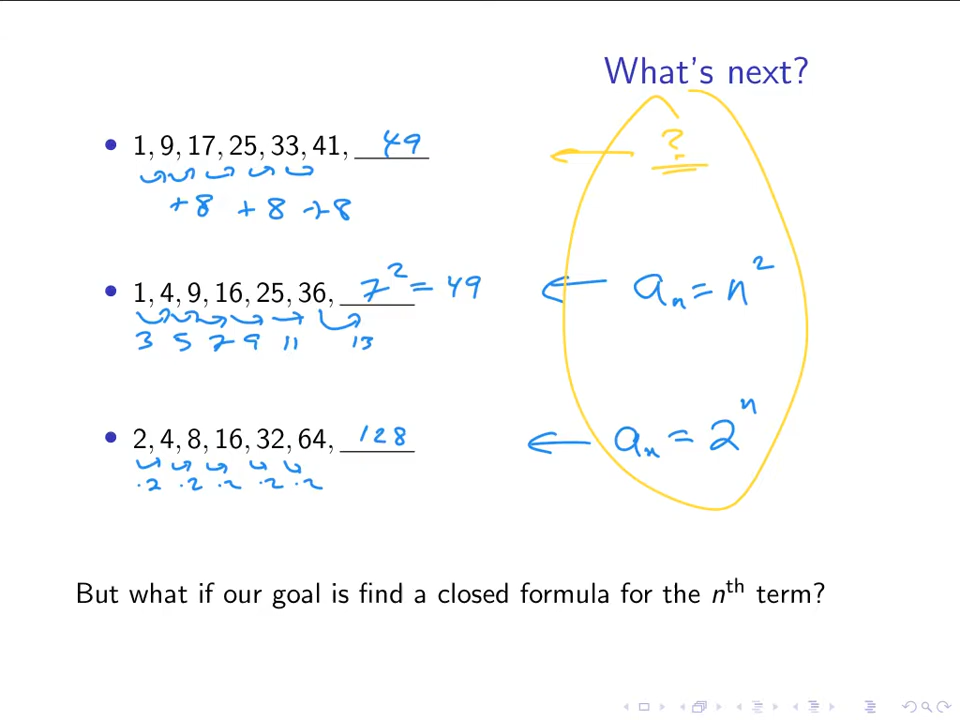 What's next?
• 1, 9, 17, 25, 33, 41, 49
?
+8 +8 +8
• 1, 4, 9, 16, 25, 36, 7² = 49
aₙ = n²
3 5 7 9 11 13
• 2, 4, 8, 16, 32, 64, 128
aₙ = 2ⁿ
·2 ·2 ·2 ·2 ·2
But what if our goal is find a closed formula for the nᵗʰ term?